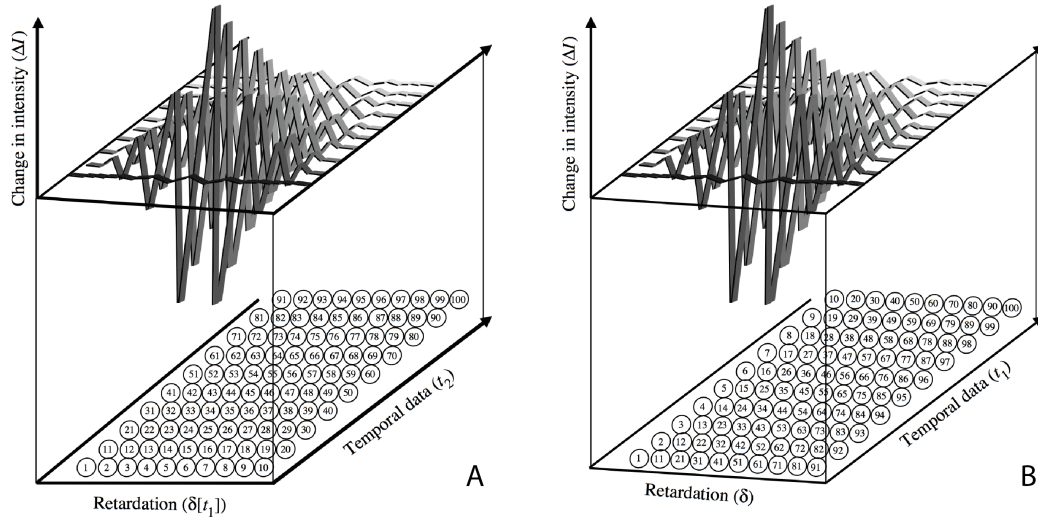 Change in intensity (ΔI)
91 92 93 94 95 96 97 98 99 100
81 82 83 84 85 86 87 88 89 90
71 72 73 74 75 76 77 78 79 80
61 62 63 64 65 66 67 68 69 70
51 52 53 54 55 56 57 58 59 60
41 42 43 44 45 46 47 48 49 50
31 32 33 34 35 36 37 38 39 40
21 22 23 24 25 26 27 28 29 30
11 12 13 14 15 16 17 18 19 20
1 2 3 4 5 6 7 8 9 10
Temporal data (t₂)
Retardation (δ[t₁])
A
Change in intensity (ΔI)
10 20 30 40 50 60 70 80 90 100
9 19 29 39 49 59 69 79 89 99
8 18 28 38 48 58 68 78 88 98
7 17 27 37 47 57 67 77 87 97
6 16 26 36 46 56 66 76 86 96
5 15 25 35 45 55 65 75 85 95
4 14 24 34 44 54 64 74 84 94
3 13 23 33 43 53 63 73 83 93
2 12 22 32 42 52 62 72 82 92
1 11 21 31 41 51 61 71 81 91
Temporal data (t₁)
Retardation (δ)
B